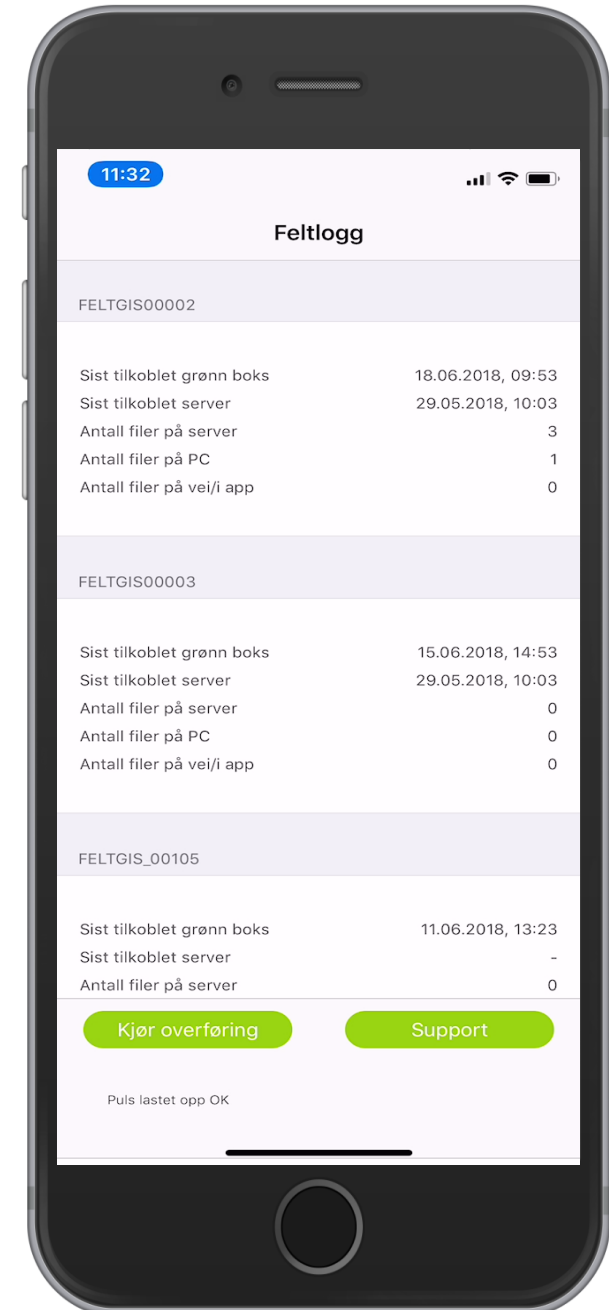 11:32
Feltlogg
FELTGIS00002
Sist tilkoblet grønn boks 18.06.2018, 09:53
Sist tilkoblet server 29.05.2018, 10:03
Antall filer på server 3
Antall filer på PC 1
Antall filer på vei/i app 0
FELTGIS00003
Sist tilkoblet grønn boks 15.06.2018, 14:53
Sist tilkoblet server 29.05.2018, 10:03
Antall filer på server 0
Antall filer på PC 0
Antall filer på vei/i app 0
FELTGIS_00105
Sist tilkoblet grønn boks 11.06.2018, 13:23
Sist tilkoblet server -
Antall filer på server 0
Kjør overføring Support
Puls lastet opp OK